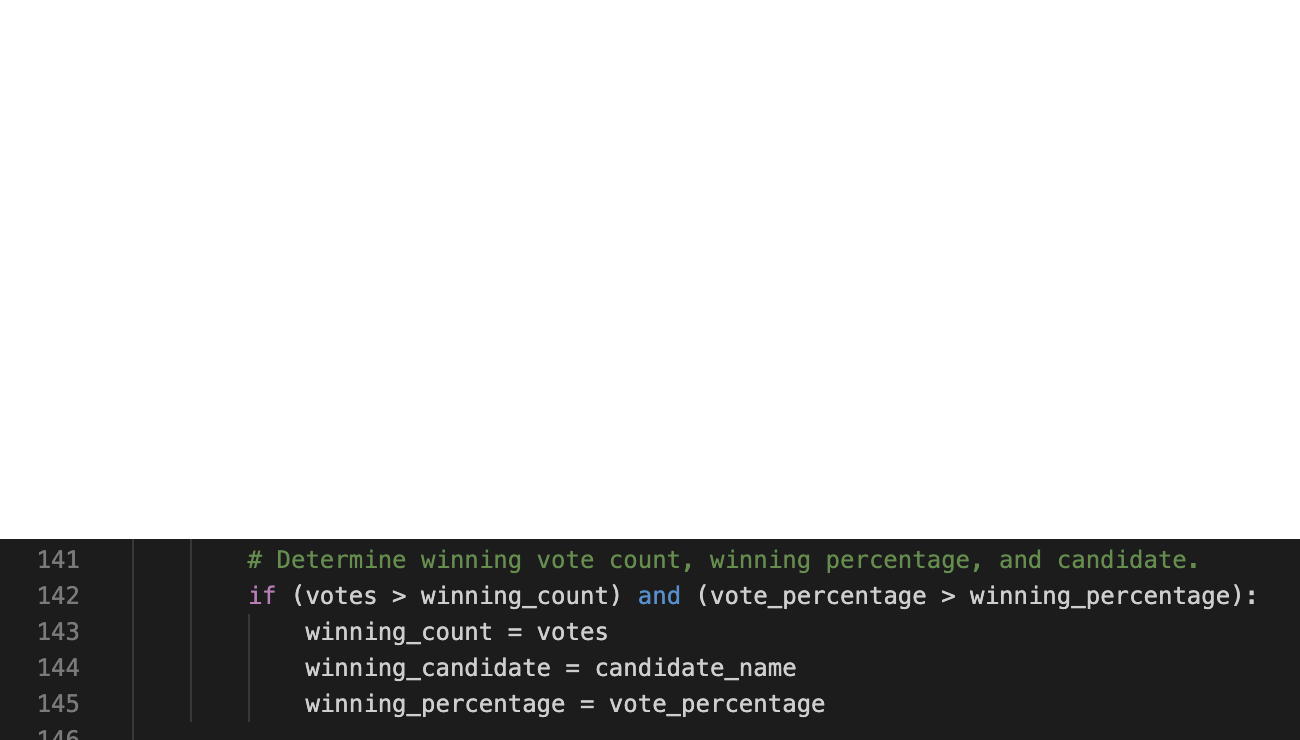 141 # Determine winning vote count, winning percentage, and candidate.
142 if (votes > winning_count) and (vote_percentage > winning_percentage):
143 winning_count = votes
144 winning_candidate = candidate_name
145 winning_percentage = vote_percentage
146